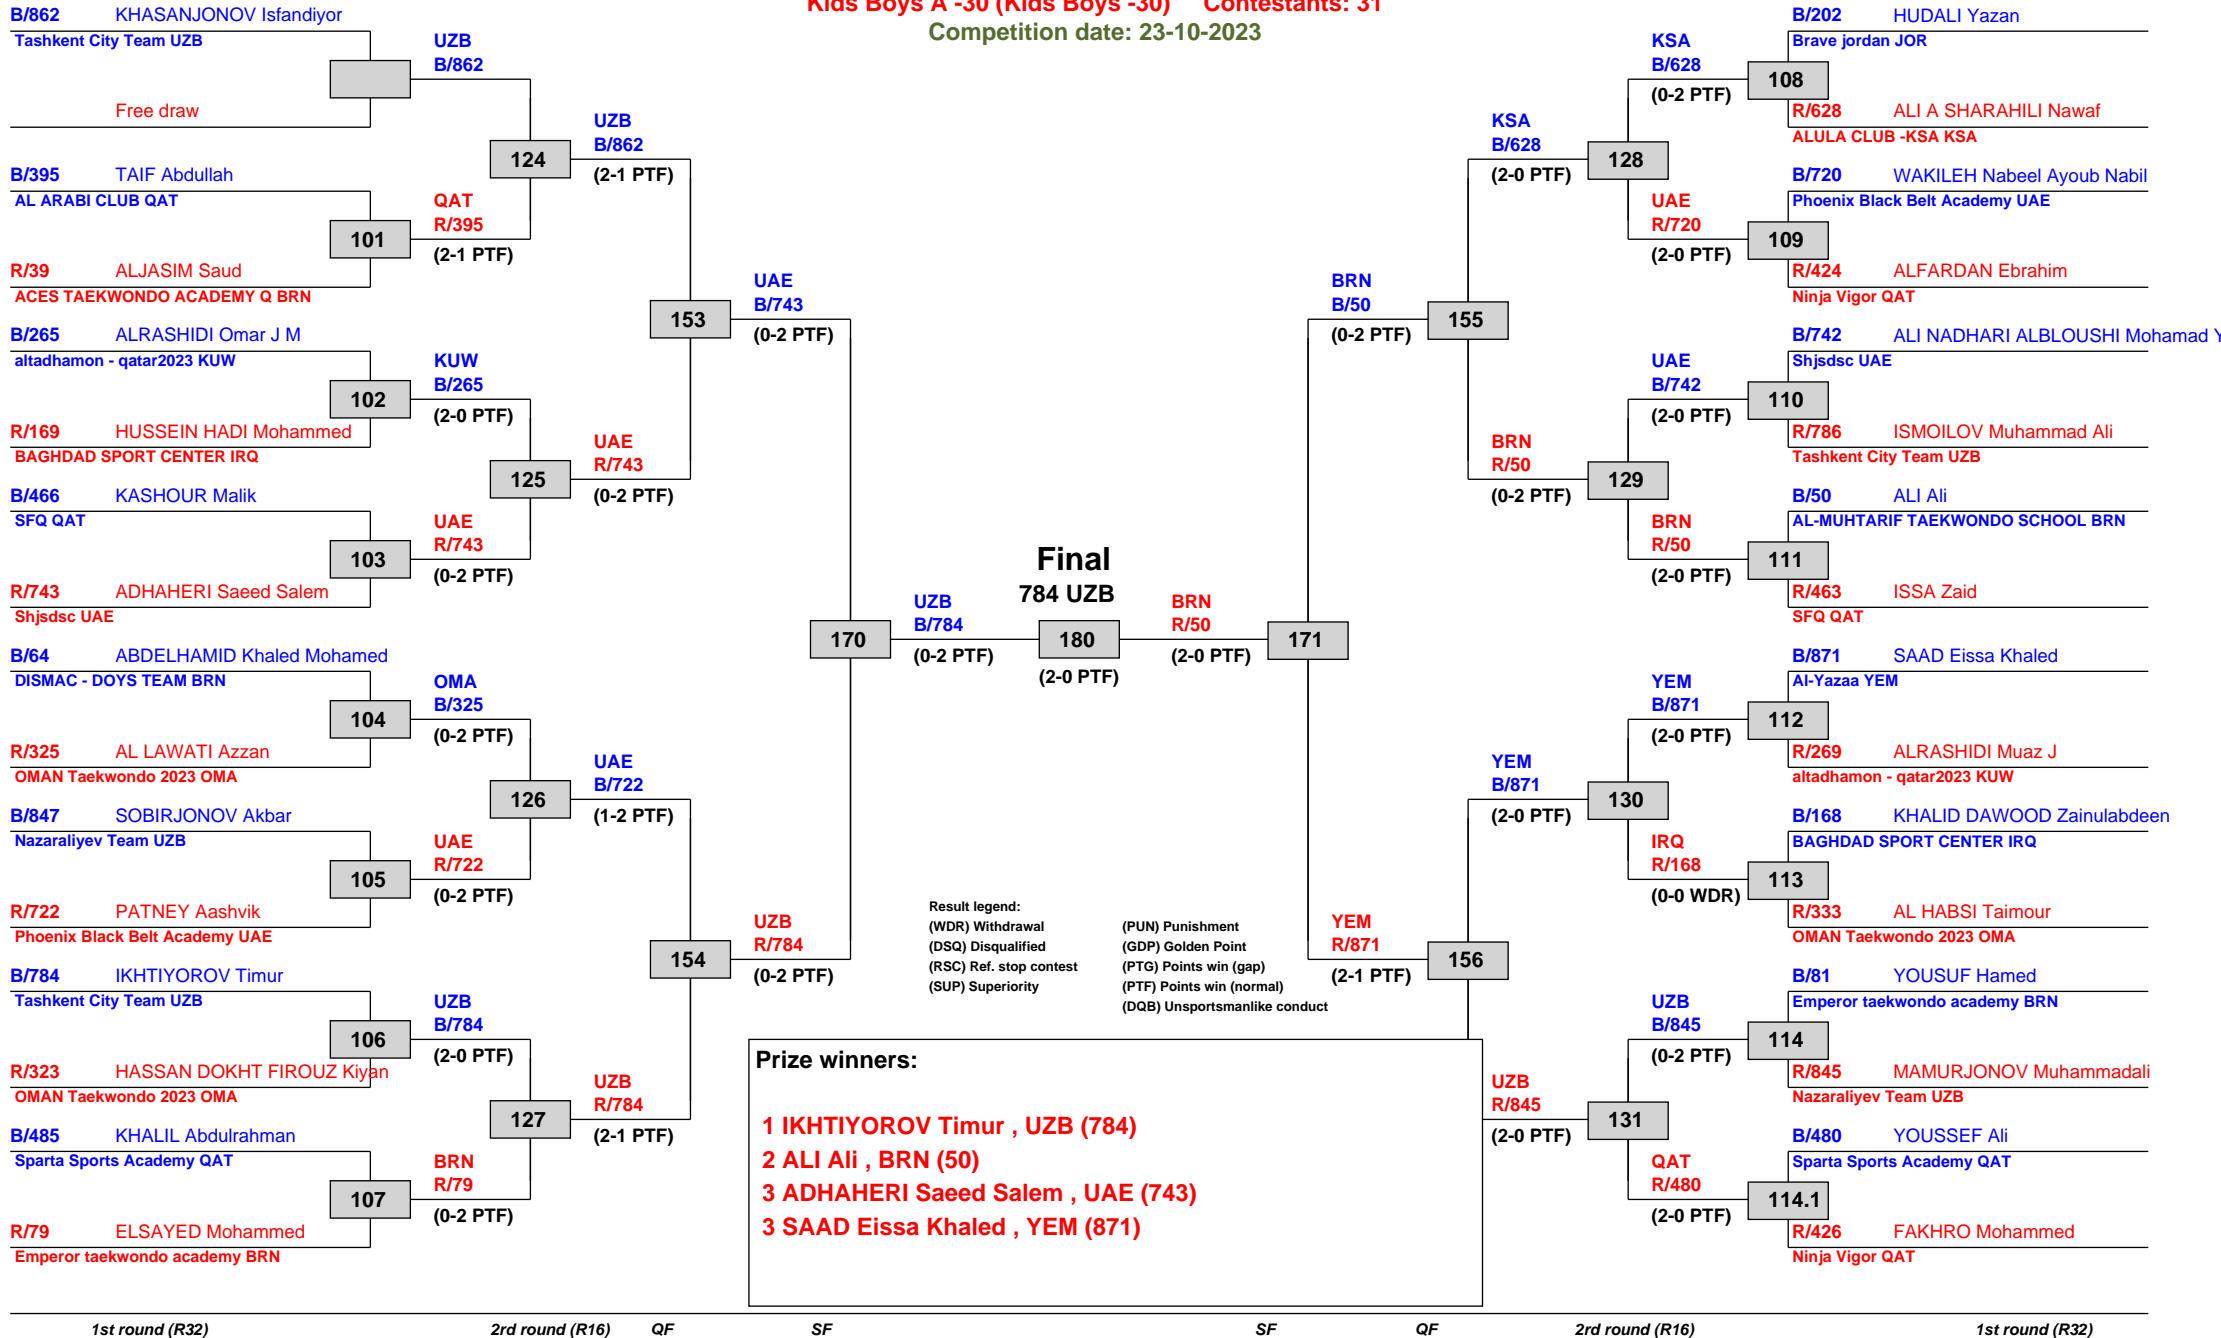 Kids Boys A -30 (Kids Boys -30) Contestants: 31
Competition date: 23-10-2023
B/862 KHASANJONOV Isfandiyor
Tashkent City Team UZB
Free draw
B/395 TAIF Abdullah
AL ARABI CLUB QAT
101
R/39 ALJASIM Saud
ACES TAEKWONDO ACADEMY Q BRN
B/265 ALRASHIDI Omar J M
altadhamon - qatar2023 KUW
102
R/169 HUSSEIN HADI Mohammed
BAGHDAD SPORT CENTER IRQ
B/466 KASHOUR Malik
SFQ QAT
103
R/743 ADHAHERI Saeed Salem
Shjsdsc UAE
B/64 ABDELHAMID Khaled Mohamed
DISMAC - DOYS TEAM BRN
104
R/325 AL LAWATI Azzan
OMAN Taekwondo 2023 OMA
B/847 SOBIRJONOV Akbar
Nazaraliyev Team UZB
105
R/722 PATNEY Aashvik
Phoenix Black Belt Academy UAE
B/784 IKHTIYOROV Timur
Tashkent City Team UZB
106
R/323 HASSAN DOKHT FIROUZ Kiyan
OMAN Taekwondo 2023 OMA
B/485 KHALIL Abdulrahman
Sparta Sports Academy QAT
107
R/79 ELSAYED Mohammed
Emperor taekwondo academy BRN
UZB
B/862
124
QAT
R/395
(2-1 PTF)
KUW
B/265
(2-0 PTF)
125
UAE
R/743
(0-2 PTF)
OMA
B/325
(0-2 PTF)
126
UAE
R/722
(0-2 PTF)
UZB
B/784
(2-0 PTF)
127
BRN
R/79
(0-2 PTF)
UZB
B/862
(2-1 PTF)
153
UAE
R/743
(0-2 PTF)
UAE
B/722
(1-2 PTF)
154
UZB
R/784
(2-1 PTF)
UAE
B/743
(0-2 PTF)
170
UZB
R/784
(0-2 PTF)
UZB
B/784
(0-2 PTF)
Final
784 UZB
180
(2-0 PTF)
BRN
R/50
(2-0 PTF)
BRN
B/50
(0-2 PTF)
171
YEM
R/871
(2-1 PTF)
KSA
B/628
(2-0 PTF)
155
BRN
R/50
(0-2 PTF)
YEM
B/871
(2-0 PTF)
156
UZB
R/845
(2-0 PTF)
KSA
B/628
(0-2 PTF)
128
UAE
R/720
(2-0 PTF)
UAE
B/742
(2-0 PTF)
129
BRN
R/50
(2-0 PTF)
YEM
B/871
(2-0 PTF)
130
IRQ
R/168
(0-0 WDR)
UZB
B/845
(0-2 PTF)
131
QAT
R/480
(2-0 PTF)
B/202 HUDALI Yazan
Brave jordan JOR
108
R/628 ALI A SHARAHILI Nawaf
ALULA CLUB -KSA KSA
B/720 WAKILEH Nabeel Ayoub Nabil
Phoenix Black Belt Academy UAE
109
R/424 ALFARDAN Ebrahim
Ninja Vigor QAT
B/742 ALI NADHARI ALBLOUSHI Mohamad Y
Shjsdsc UAE
110
R/786 ISMOILOV Muhammad Ali
Tashkent City Team UZB
B/50 ALI Ali
AL-MUHTARIF TAEKWONDO SCHOOL BRN
111
R/463 ISSA Zaid
SFQ QAT
B/871 SAAD Eissa Khaled
Al-Yazaa YEM
112
R/269 ALRASHIDI Muaz J
altadhamon - qatar2023 KUW
B/168 KHALID DAWOOD Zainulabdeen
BAGHDAD SPORT CENTER IRQ
113
R/333 AL HABSI Taimour
OMAN Taekwondo 2023 OMA
B/81 YOUSUF Hamed
Emperor taekwondo academy BRN
114
R/845 MAMURJONOV Muhammadali
Nazaraliyev Team UZB
B/480 YOUSSEF Ali
Sparta Sports Academy QAT
114.1
R/426 FAKHRO Mohammed
Ninja Vigor QAT
Result legend:
(WDR) Withdrawal (PUN) Punishment
(DSQ) Disqualified (GDP) Golden Point
(RSC) Ref. stop contest (PTG) Points win (gap)
(SUP) Superiority (PTF) Points win (normal)
(DQB) Unsportsmanlike conduct
Prize winners:
1 IKHTIYOROV Timur , UZB (784)
2 ALI Ali , BRN (50)
3 ADHAHERI Saeed Salem , UAE (743)
3 SAAD Eissa Khaled , YEM (871)
1st round (R32) 2rd round (R16) QF SF SF QF 2rd round (R16) 1st round (R32)